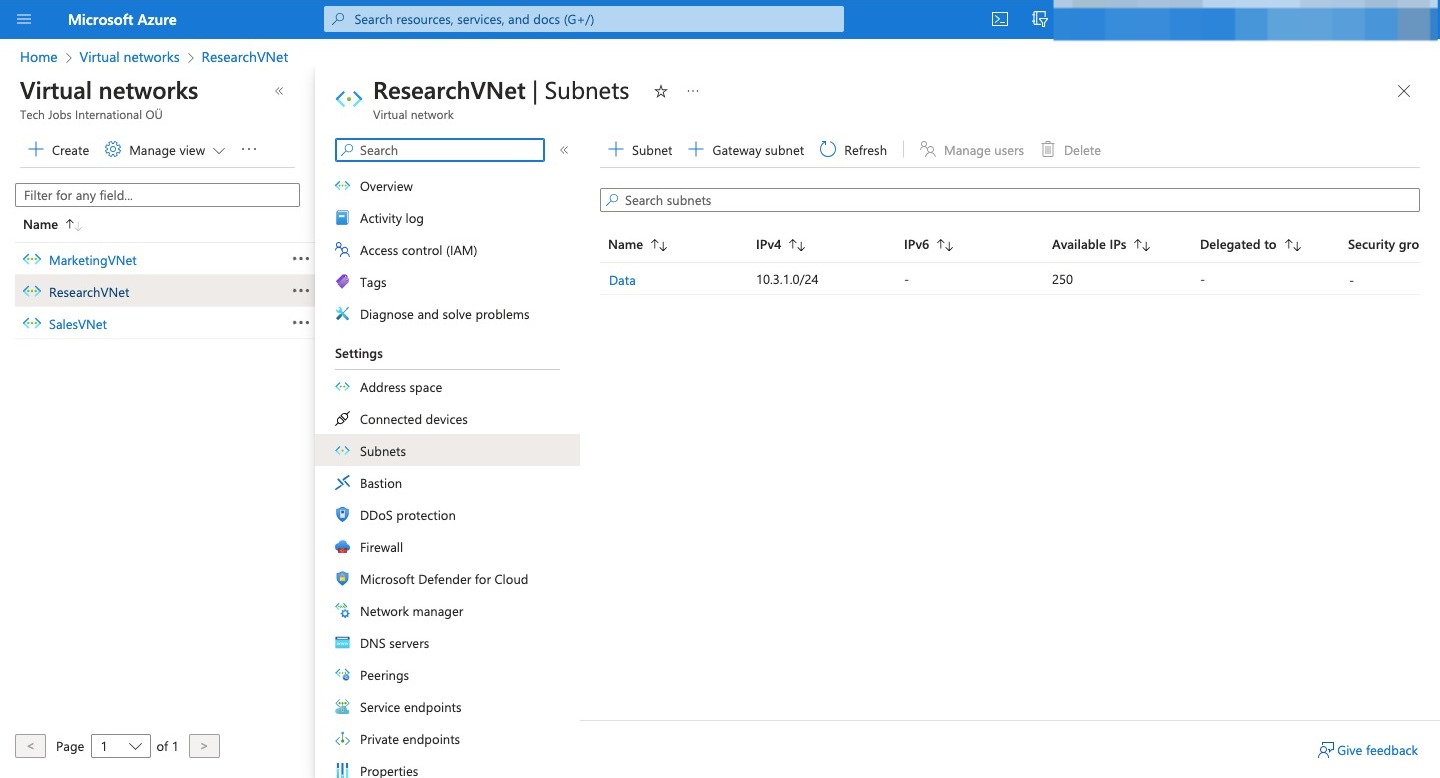 Microsoft Azure
Search resources, services, and docs (G+/)
Home > Virtual networks > ResearchVNet
Virtual networks «
Tech Jobs International OÜ
Create Manage view ···
Filter for any field...
Name ↑↓
MarketingVNet ···
ResearchVNet ···
SalesVNet ···
< Page 1 of 1 >
ResearchVNet | Subnets ☆ ···
Virtual network
Search «
Overview
Activity log
Access control (IAM)
Tags
Diagnose and solve problems
Settings
Address space
Connected devices
Subnets
Bastion
DDoS protection
Firewall
Microsoft Defender for Cloud
Network manager
DNS servers
Peerings
Service endpoints
Private endpoints
Properties
+ Subnet + Gateway subnet Refresh Manage users Delete
Search subnets
Name ↑↓ IPv4 ↑↓ IPv6 ↑↓ Available IPs ↑↓ Delegated to ↑↓ Security gro
Data 10.3.1.0/24 - 250 - -
Give feedback